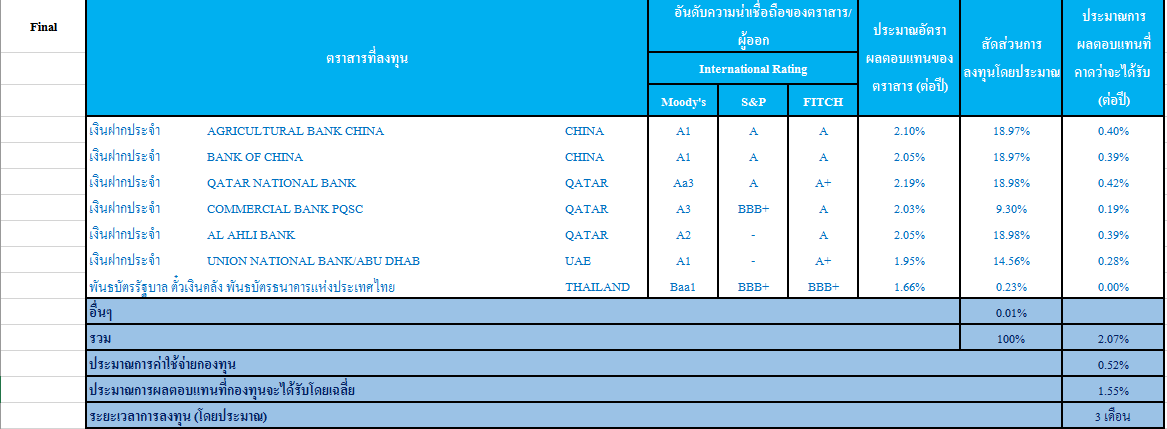 Final
ตราสารที่ลงทุน
อันดับความน่าเชื่อถือของตราสาร/
ผู้ออก
International Rating
Moody's S&P FITCH
ประมาณอัตรา
ผลตอบแทนของ
ตราสาร (ต่อปี)
สัดส่วนการ
ลงทุนโดยประมาณ
ประมาณการ
ผลตอบแทนที่
คาดว่าจะได้รับ
(ต่อปี)
เงินฝากประจำ AGRICULTURAL BANK CHINA CHINA A1 A A 2.10% 18.97% 0.40%
เงินฝากประจำ BANK OF CHINA CHINA A1 A A 2.05% 18.97% 0.39%
เงินฝากประจำ QATAR NATIONAL BANK QATAR Aa3 A A+ 2.19% 18.98% 0.42%
เงินฝากประจำ COMMERCIAL BANK PQSC QATAR A3 BBB+ A 2.03% 9.30% 0.19%
เงินฝากประจำ AL AHLI BANK QATAR A2 - A 2.05% 18.98% 0.39%
เงินฝากประจำ UNION NATIONAL BANK/ABU DHAB UAE A1 - A+ 1.95% 14.56% 0.28%
พันธบัตรรัฐบาล ตั๋วเงินคลัง พันธบัตรธนาคารแห่งประเทศไทย THAILAND Baa1 BBB+ BBB+ 1.66% 0.23% 0.00%
อื่นๆ 0.01%
รวม 100% 2.07%
ประมาณการค่าใช้จ่ายกองทุน 0.52%
ประมาณการผลตอบแทนที่กองทุนจะได้รับโดยเฉลี่ย 1.55%
ระยะเวลาการลงทุน (โดยประมาณ) 3 เดือน